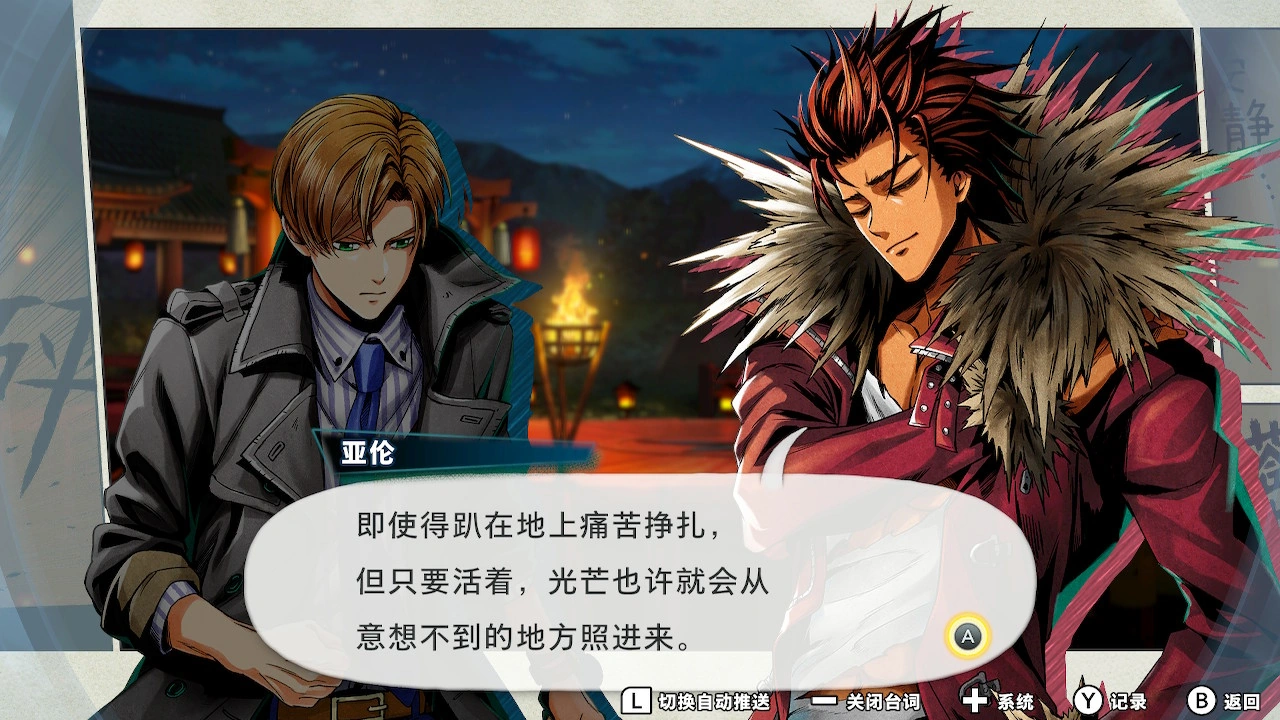 静
亚伦
即使得趴在地上痛苦挣扎，
但只要活着，光芒也许就会从
意想不到的地方照进来。
A
L 切换自动推送 关闭台词 系统 Y 记录 B 返回